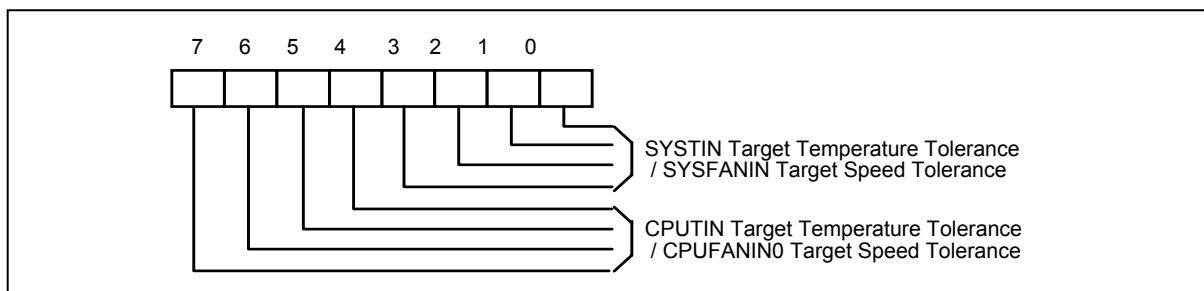 7 6 5 4 3 2 1 0
SYSTIN Target Temperature Tolerance
/ SYSFANIN Target Speed Tolerance
CPUTIN Target Temperature Tolerance
/ CPUFANIN0 Target Speed Tolerance